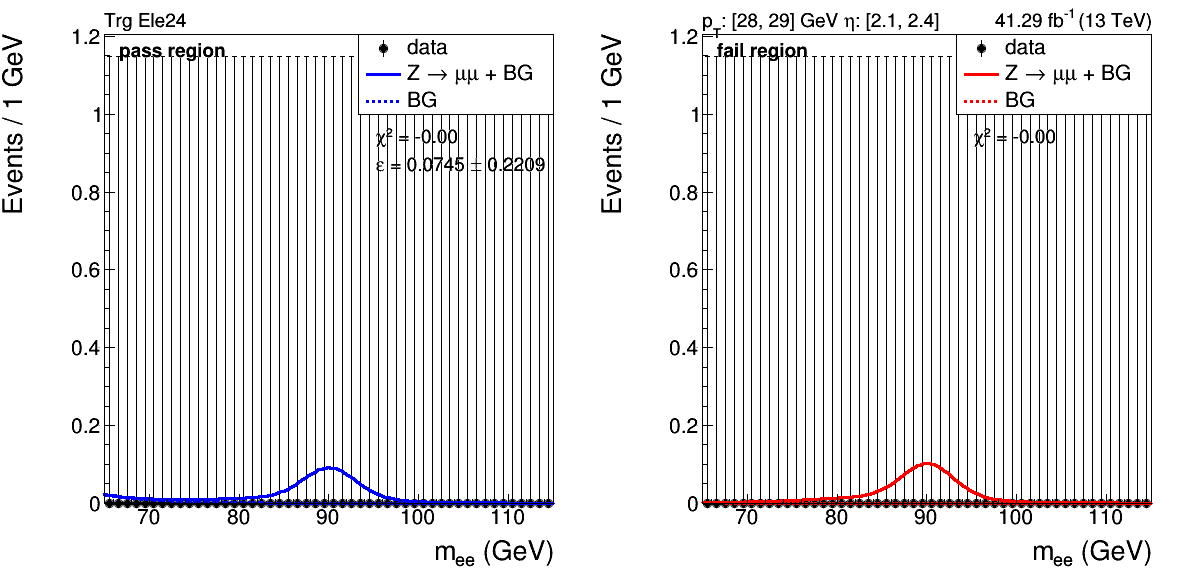 Trg Ele24
pass region
data
Z → μμ + BG
BG
χ² = -0.00
ε = 0.0745 ± 0.2209
Events / 1 GeV
1.2
1
0.8
0.6
0.4
0.2
0
70 80 90 100 110
mee (GeV)
pT: [28, 29] GeV η: [2.1, 2.4] 41.29 fb-1 (13 TeV)
fail region
data
Z → μμ + BG
BG
χ² = -0.00
Events / 1 GeV
1.2
1
0.8
0.6
0.4
0.2
0
70 80 90 100 110
mee (GeV)